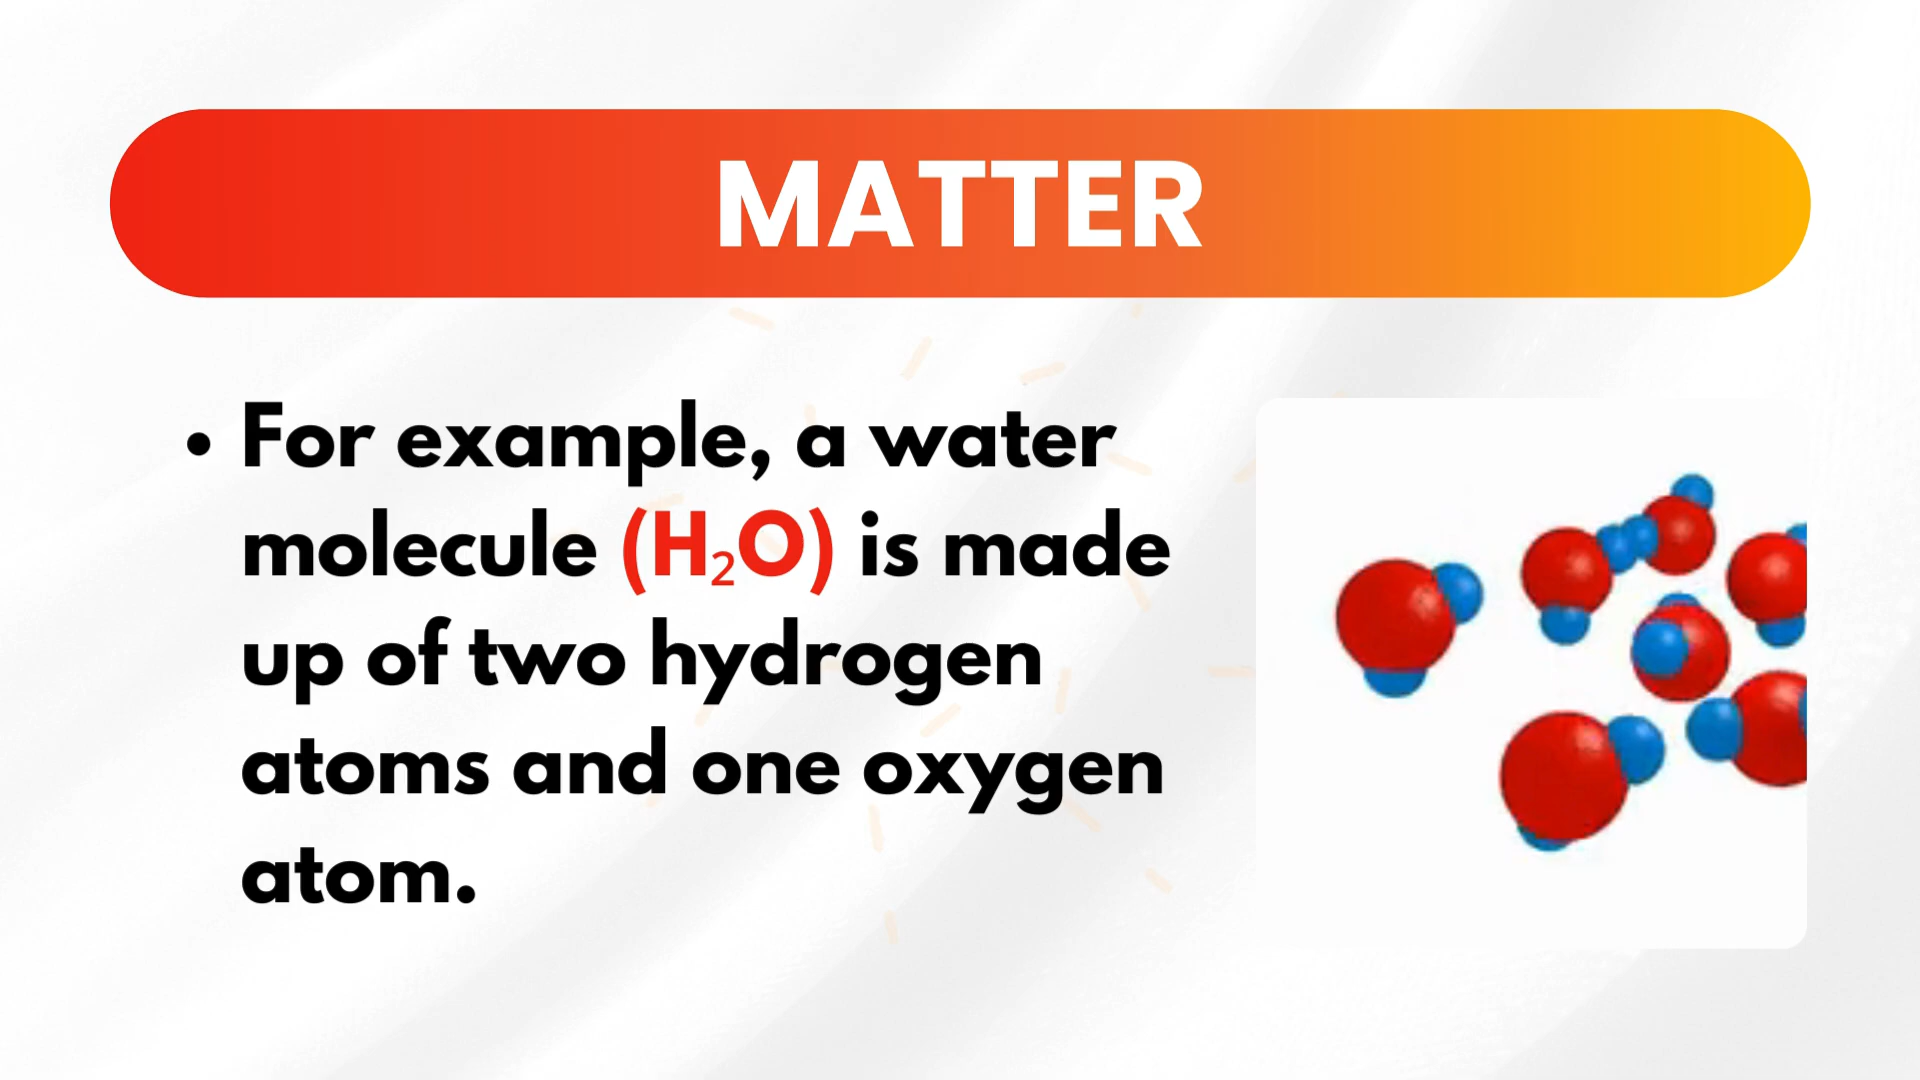 MATTER
• For example, a water
molecule (H₂O) is made
up of two hydrogen
atoms and one oxygen
atom.